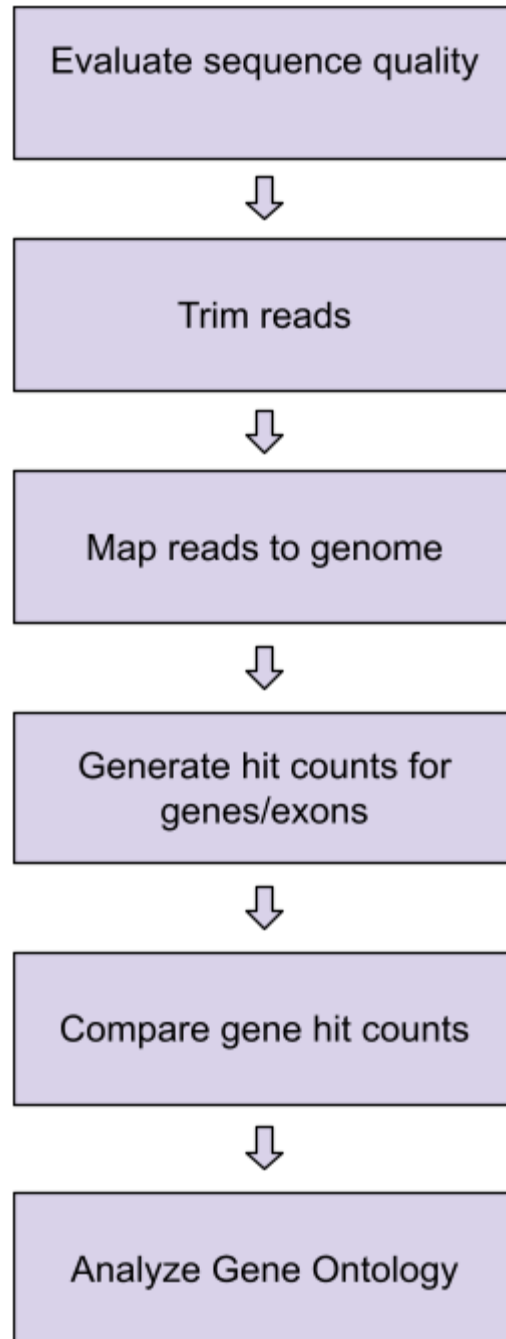 Evaluate sequence quality
Trim reads
Map reads to genome
Generate hit counts for
genes/exons
Compare gene hit counts
Analyze Gene Ontology